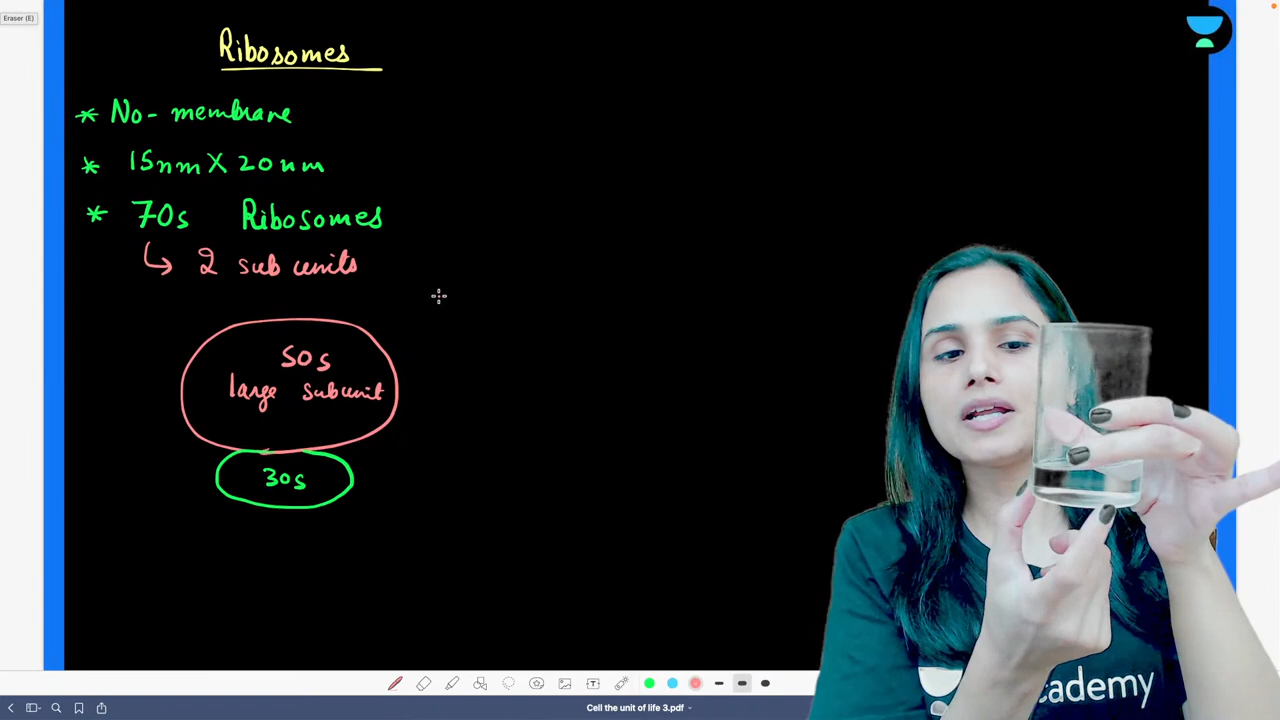 Eraser (E)
Ribosomes
* No- membrane
* 15nm X 20nm
* 70s Ribosomes
↳ 2 sub units
50s
large subunit
30s
cademy
Cell the unit of life 3.pdf